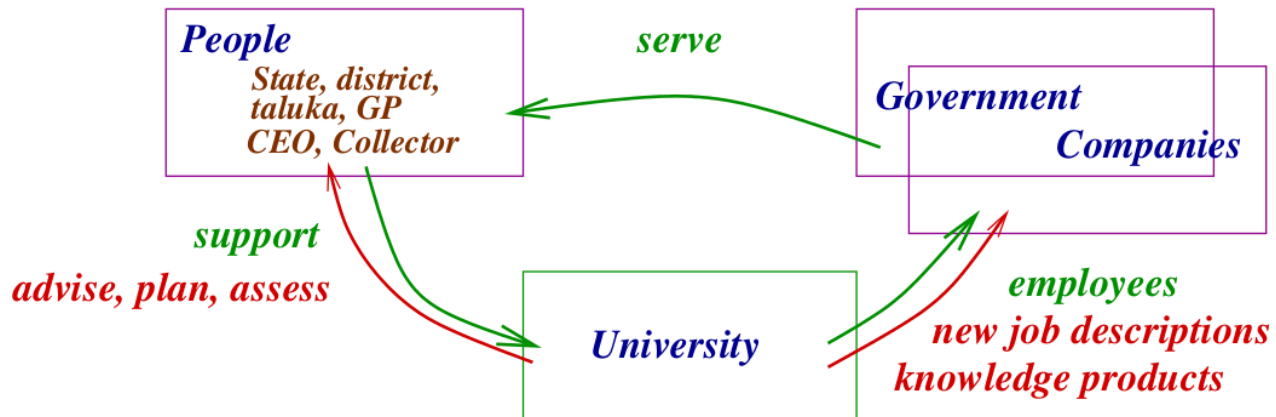 People
State, district,
taluka, GP
CEO, Collector
serve
Government
Companies
support
advise, plan, assess
University
employees
new job descriptions
knowledge products